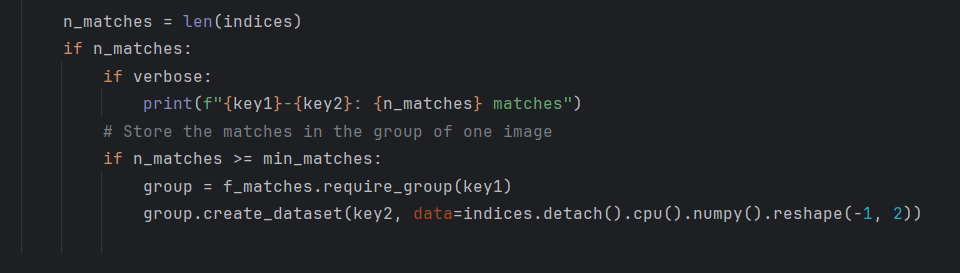 n_matches = len(indices)
if n_matches:
if verbose:
print(f"{key1}-{key2}: {n_matches} matches")
# Store the matches in the group of one image
if n_matches >= min_matches:
group = f_matches.require_group(key1)
group.create_dataset(key2, data=indices.detach().cpu().numpy().reshape(-1, 2))